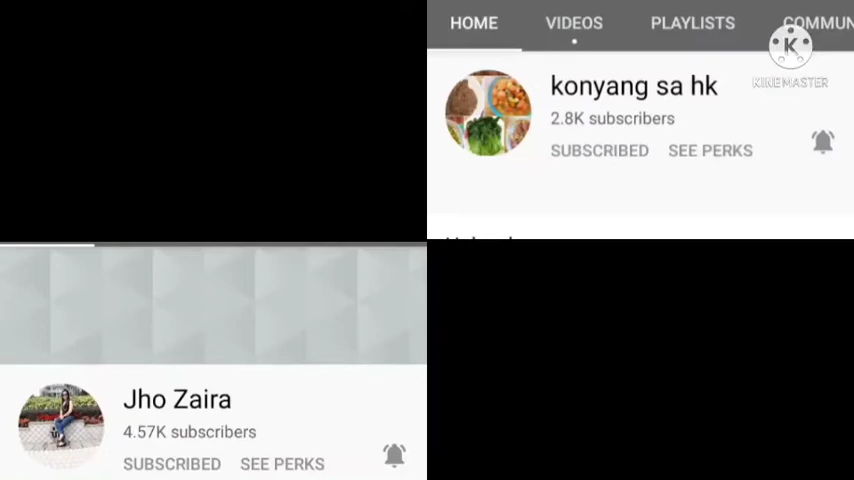 HOME VIDEOS PLAYLISTS COMMUN
KINEMASTER
konyang sa hk
2.8K subscribers
SUBSCRIBED SEE PERKS
Jho Zaira
4.57K subscribers
SUBSCRIBED SEE PERKS